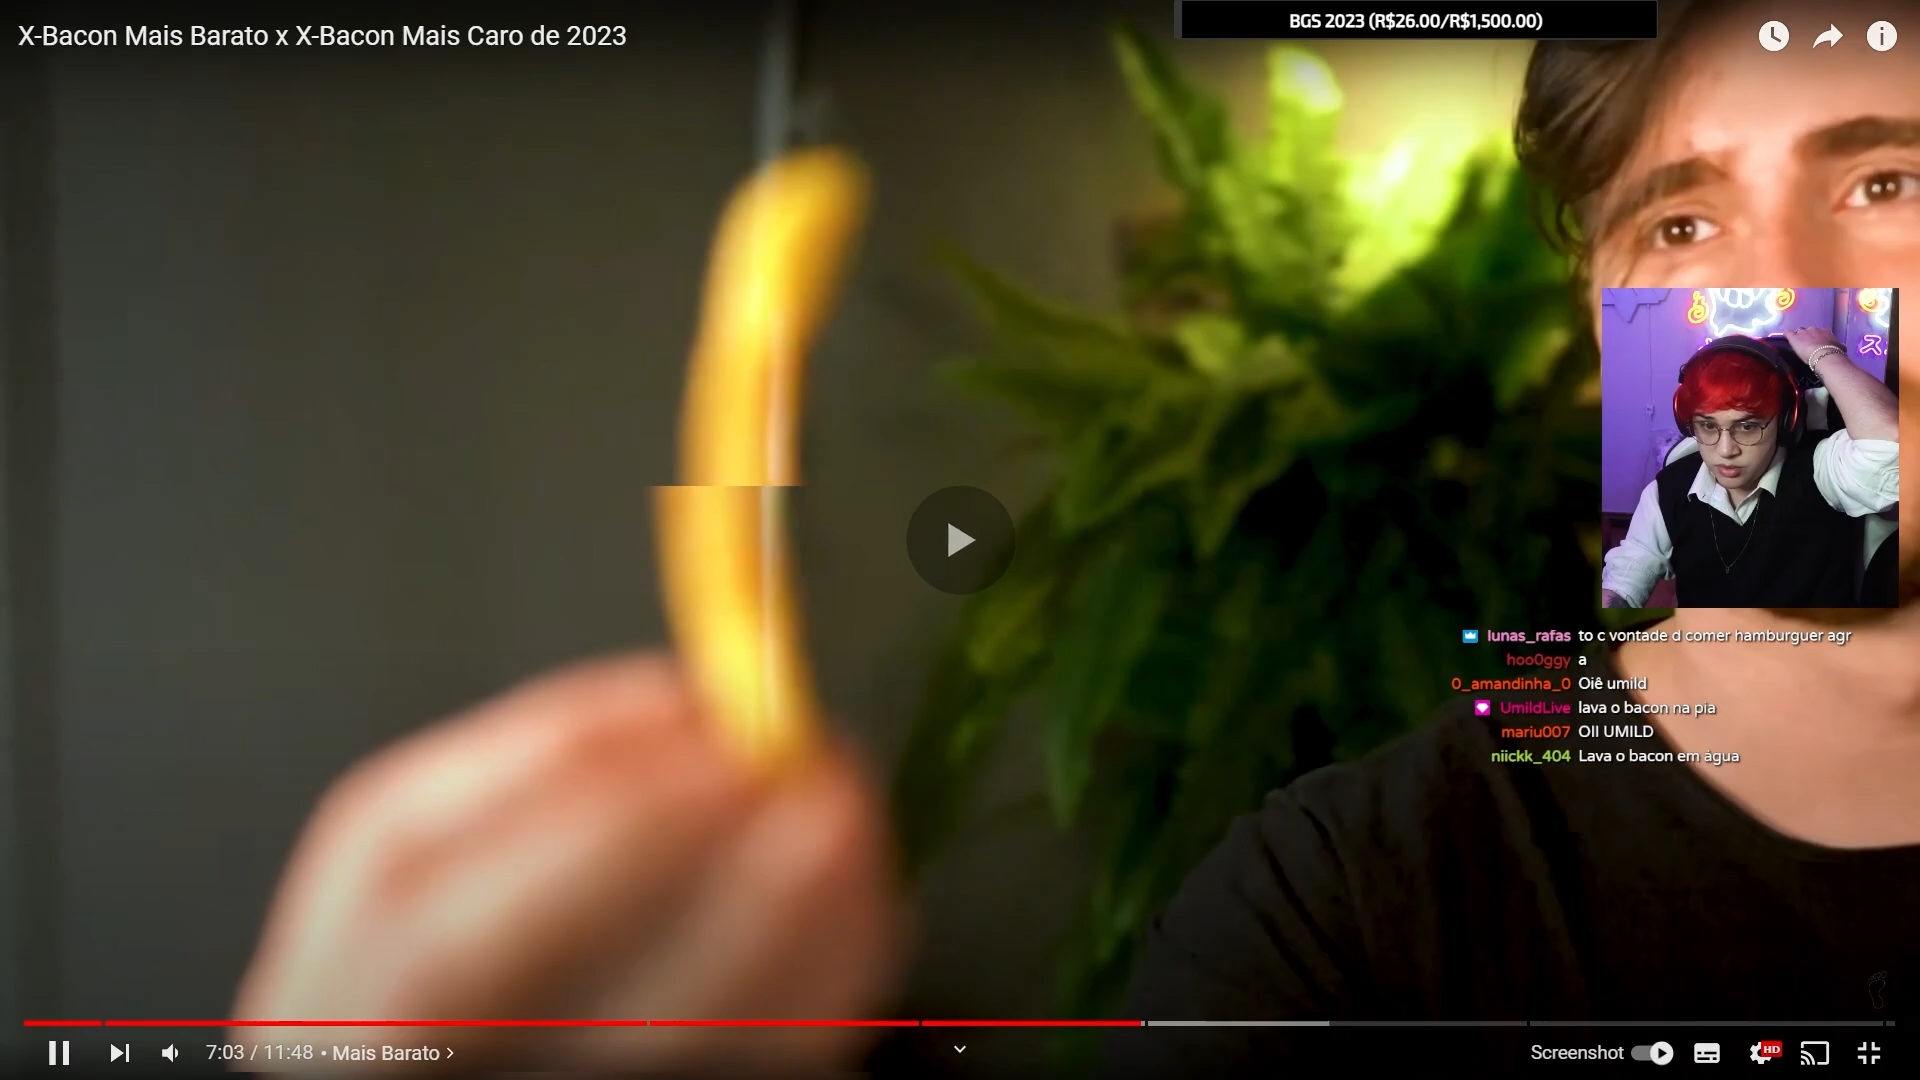 X-Bacon Mais Barato x X-Bacon Mais Caro de 2023
BGS 2023 (R$26.00/R$1,500.00)
lunas_rafas to c vontade d comer hamburguer agr
hoo0ggy a
0_amandinha_0 Oiê umild
UmildLive lava o bacon na pia
mariu007 OII UMILD
niickk_404 Lava o bacon em água
7:03 / 11:48 • Mais Barato
Screenshot
HD